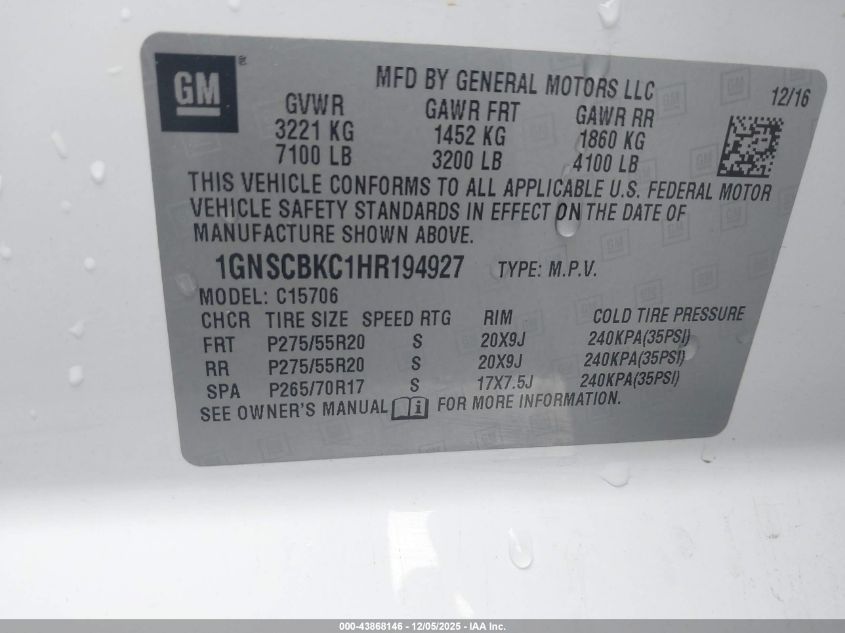 GM
MFD BY GENERAL MOTORS LLC
12/16
GVWR GAWR FRT GAWR RR
3221 KG 1452 KG 1860 KG
7100 LB 3200 LB 4100 LB
THIS VEHICLE CONFORMS TO ALL APPLICABLE U.S. FEDERAL MOTOR
VEHICLE SAFETY STANDARDS IN EFFECT ON THE DATE OF
MANUFACTURE SHOWN ABOVE.
1GNSCBKC1HR194927 TYPE: M.P.V.
MODEL: C15706
CHCR TIRE SIZE SPEED RTG RIM COLD TIRE PRESSURE
FRT P275/55R20 S 20X9J 240KPA(35PSI)
RR P275/55R20 S 20X9J 240KPA(35PSI)
SPA P265/70R17 S 17X7.5J 240KPA(35PSI)
SEE OWNER'S MANUAL FOR MORE INFORMATION.
000-43868146 - 12/05/2025 - IAA Inc.